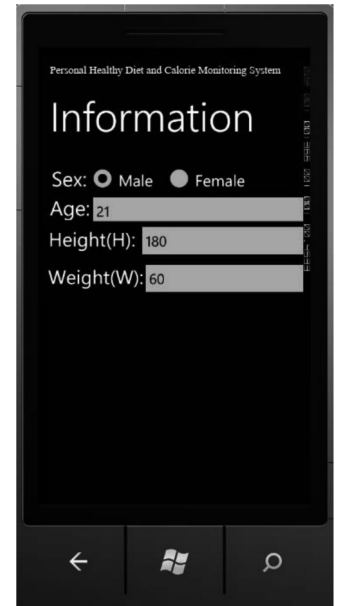 Personal Healthy Diet and Calorie Monitoring System
Information
Sex: Male Female
Age: 21
Height(H): 180
Weight(W): 60